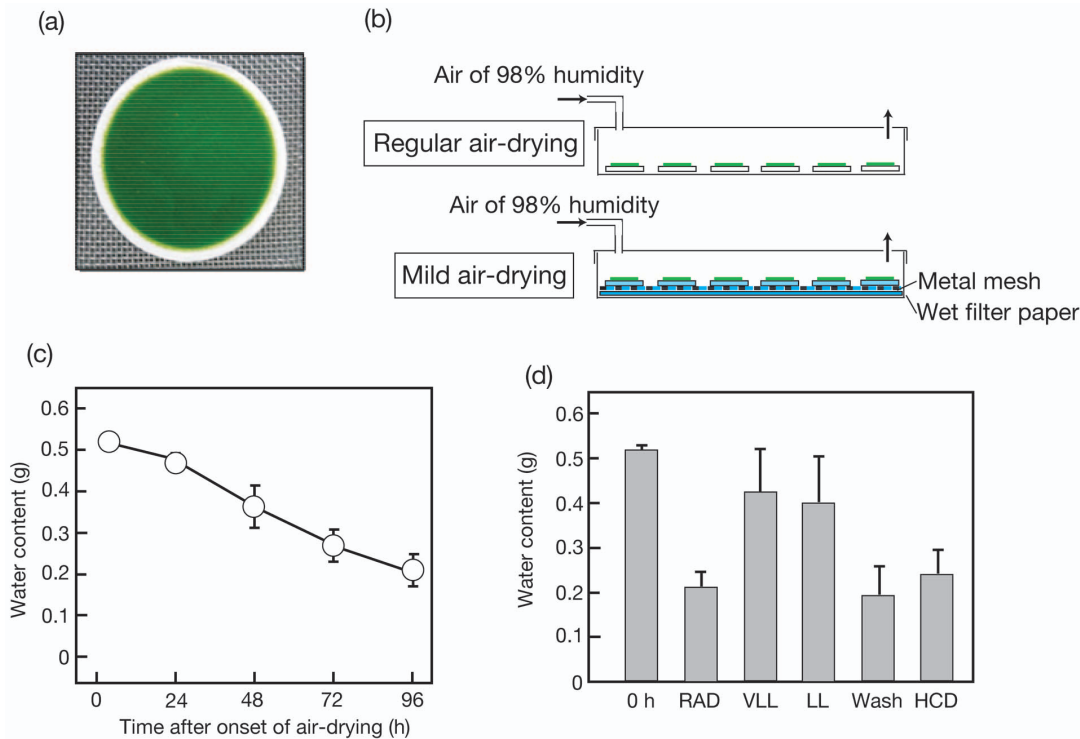 (a)
(b)
Air of 98% humidity
Regular air-drying
Air of 98% humidity
Mild air-drying
Metal mesh
Wet filter paper
(c)
Water content (g)
0.6
0.5
0.4
0.3
0.2
0.1
0
0 24 48 72 96
Time after onset of air-drying (h)
(d)
Water content (g)
0.6
0.5
0.4
0.3
0.2
0.1
0
0 h RAD VLL LL Wash HCD